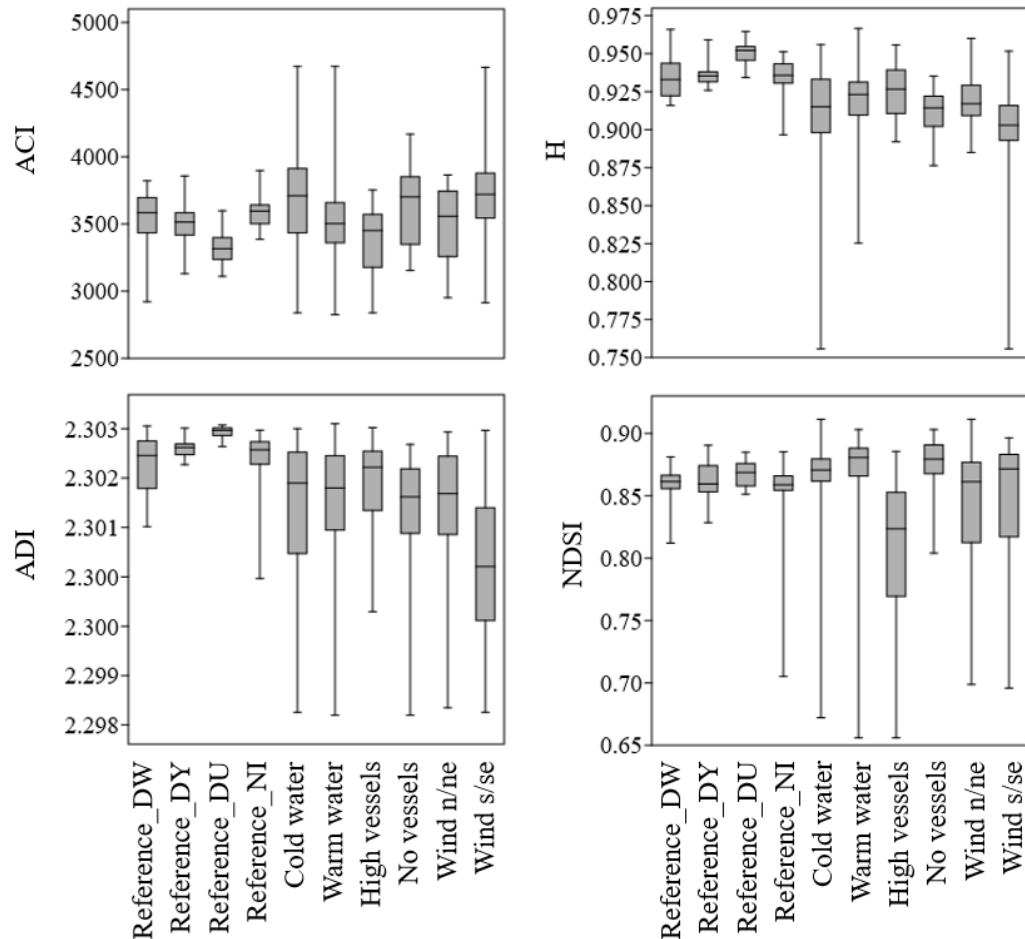 ACI
5000
4500
4000
3500
3000
2500
H
0.975
0.950
0.925
0.900
0.875
0.850
0.825
0.800
0.775
0.750
ADI
2.303
2.302
2.301
2.300
2.300
2.299
2.298
NDSI
0.90
0.85
0.80
0.75
0.70
0.65
Reference_DW
Reference_DY
Reference_DU
Reference_NI
Cold water
Warm water
High vessels
No vessels
Wind n/ne
Wind s/se
Reference_DW
Reference_DY
Reference_DU
Reference_NI
Cold water
Warm water
High vessels
No vessels
Wind n/ne
Wind s/se